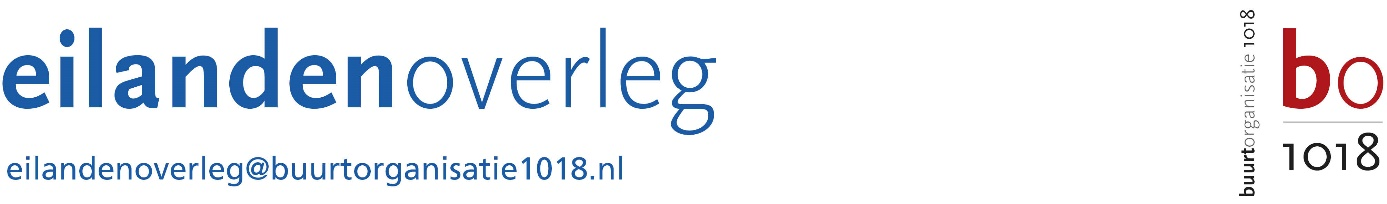 eilandenoverleg
eilandenoverleg@buurtorganisatie1018.nl
buurtorganisatie 1018
bo
1018